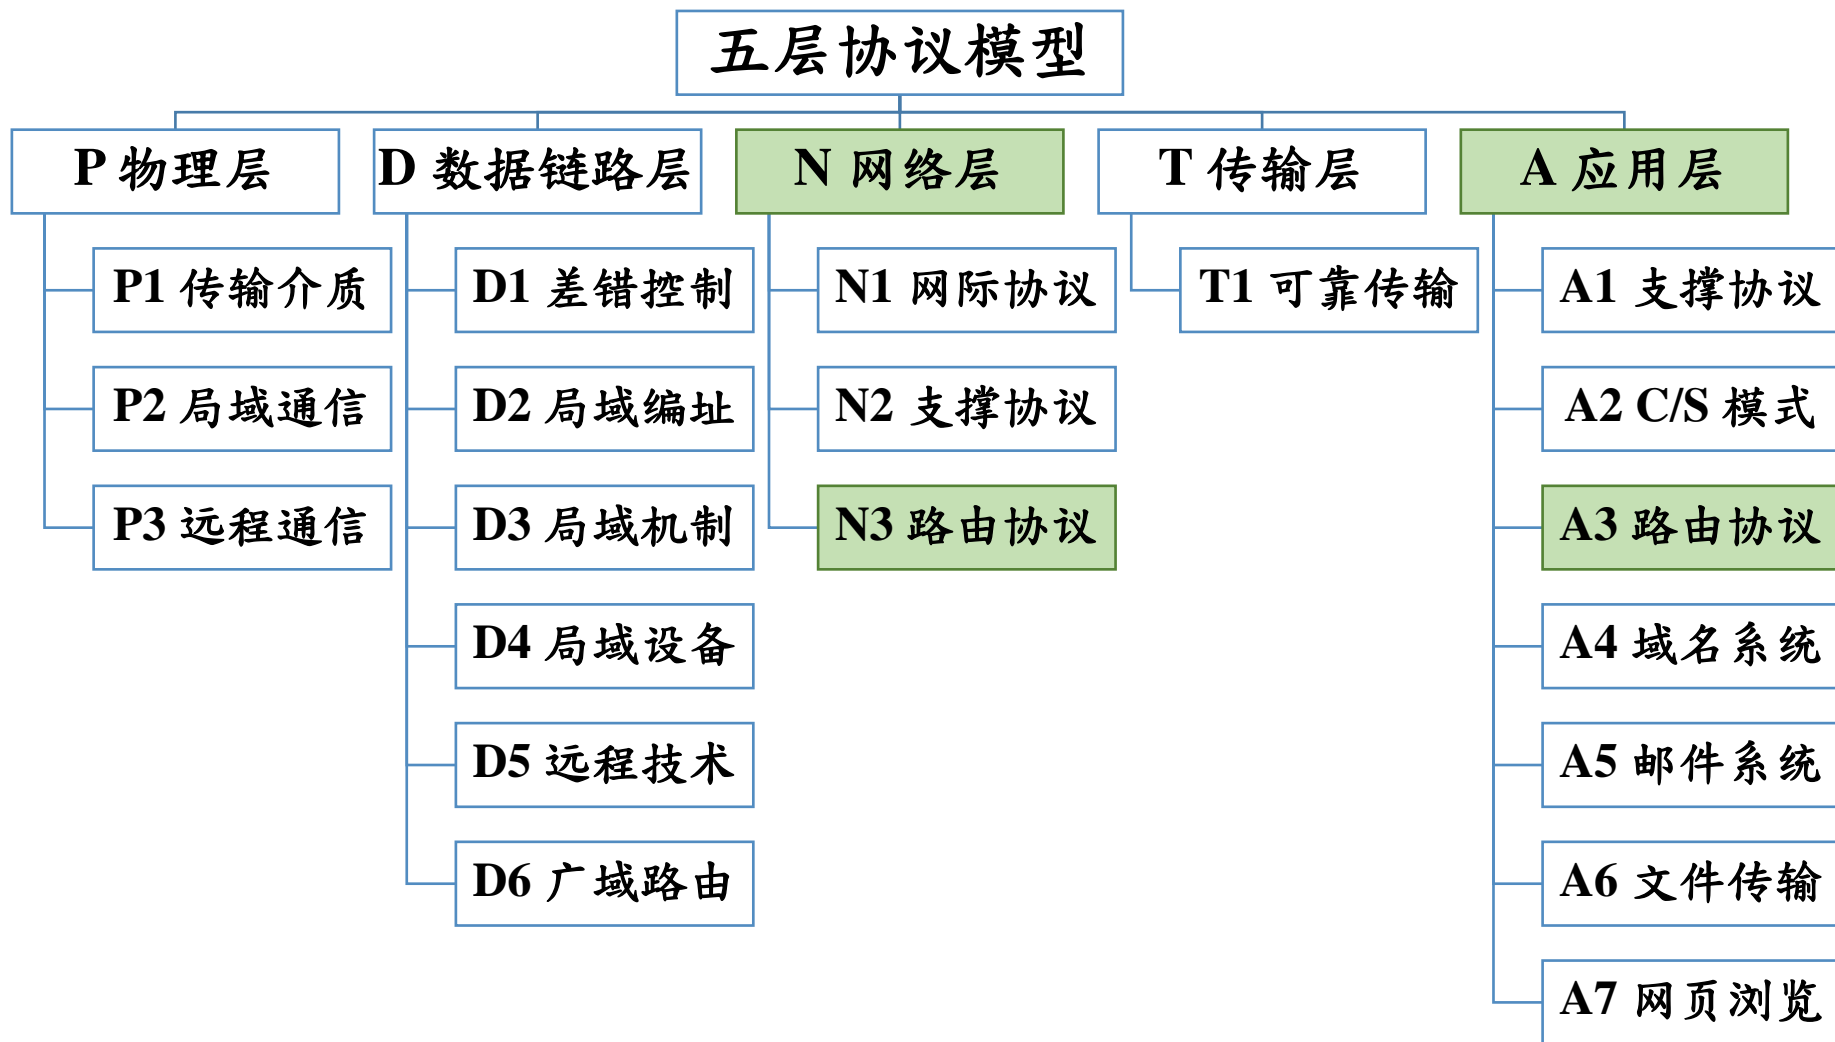 五层协议模型
P 物理层
D 数据链路层
N 网络层
T 传输层
A 应用层
P1 传输介质
P2 局域通信
P3 远程通信
D1 差错控制
D2 局域编址
D3 局域机制
D4 局域设备
D5 远程技术
D6 广域路由
N1 网际协议
N2 支撑协议
N3 路由协议
T1 可靠传输
A1 支撑协议
A2 C/S 模式
A3 路由协议
A4 域名系统
A5 邮件系统
A6 文件传输
A7 网页浏览